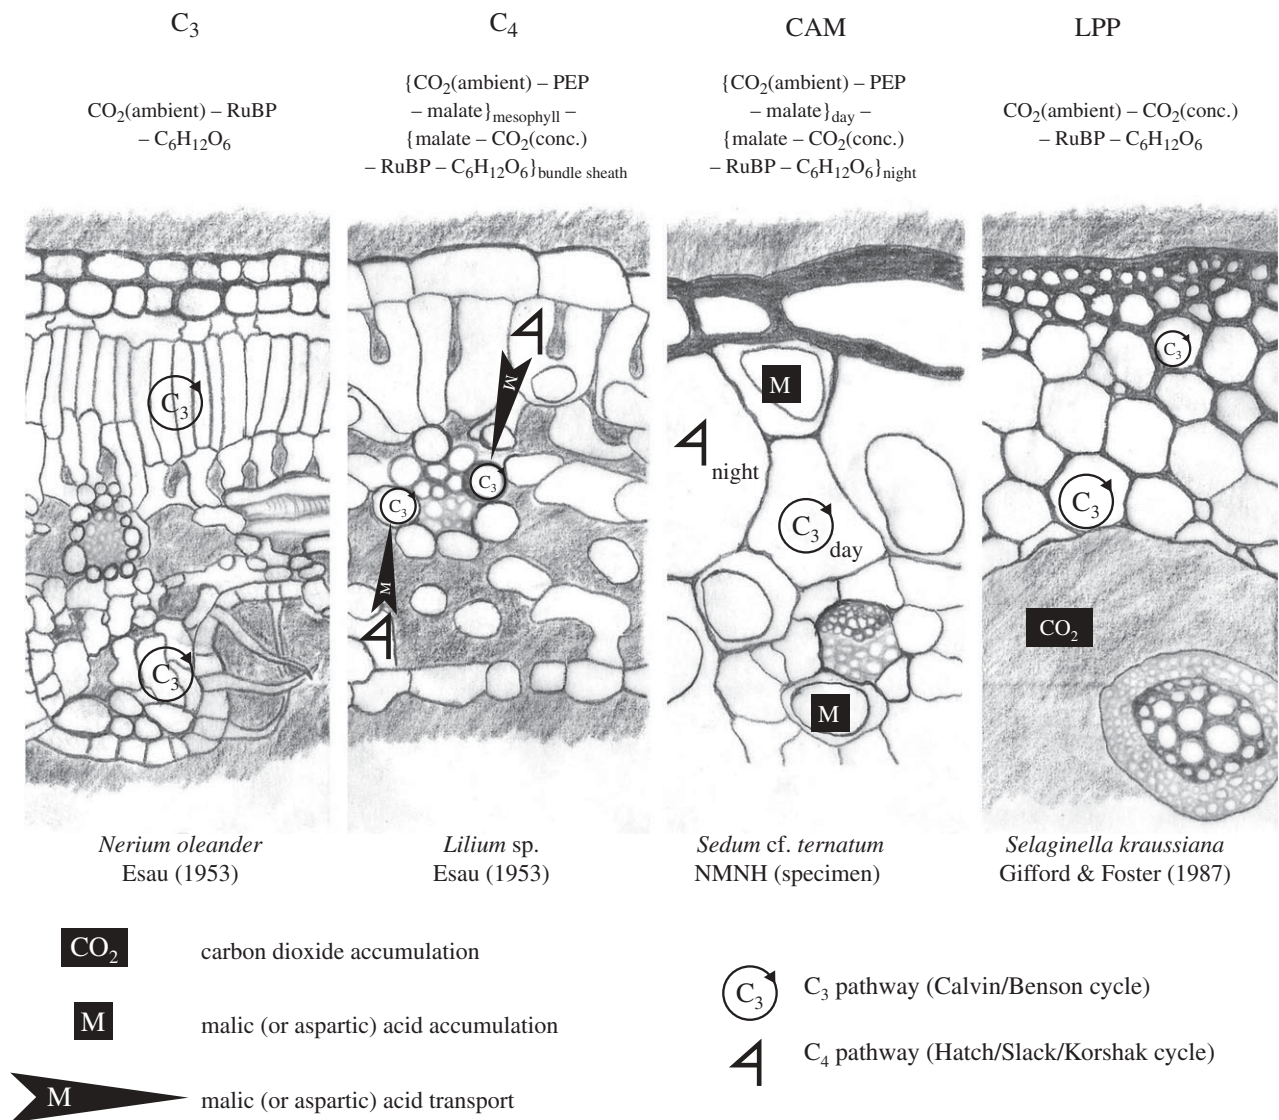 C₃
C₄
CAM
LPP
CO₂(ambient) – RuBP
– C₆H₁₂O₆
{CO₂(ambient) – PEP
– malate}mesophyll –
{malate – CO₂(conc.)
– RuBP – C₆H₁₂O₆}bundle sheath
{CO₂(ambient) – PEP
– malate}day –
{malate – CO₂(conc.)
– RuBP – C₆H₁₂O₆}night
CO₂(ambient) – CO₂(conc.)
– RuBP – C₆H₁₂O₆
C₃
C₃
M
C₃
C₃
M
M
night
C₃ day
M
C₃
C₃
CO₂
Nerium oleander
Esau (1953)
Lilium sp.
Esau (1953)
Sedum cf. ternatum
NMNH (specimen)
Selaginella kraussiana
Gifford & Foster (1987)
CO₂ carbon dioxide accumulation
M malic (or aspartic) acid accumulation
M malic (or aspartic) acid transport
C₃ C₃ pathway (Calvin/Benson cycle)
C₄ pathway (Hatch/Slack/Korshak cycle)